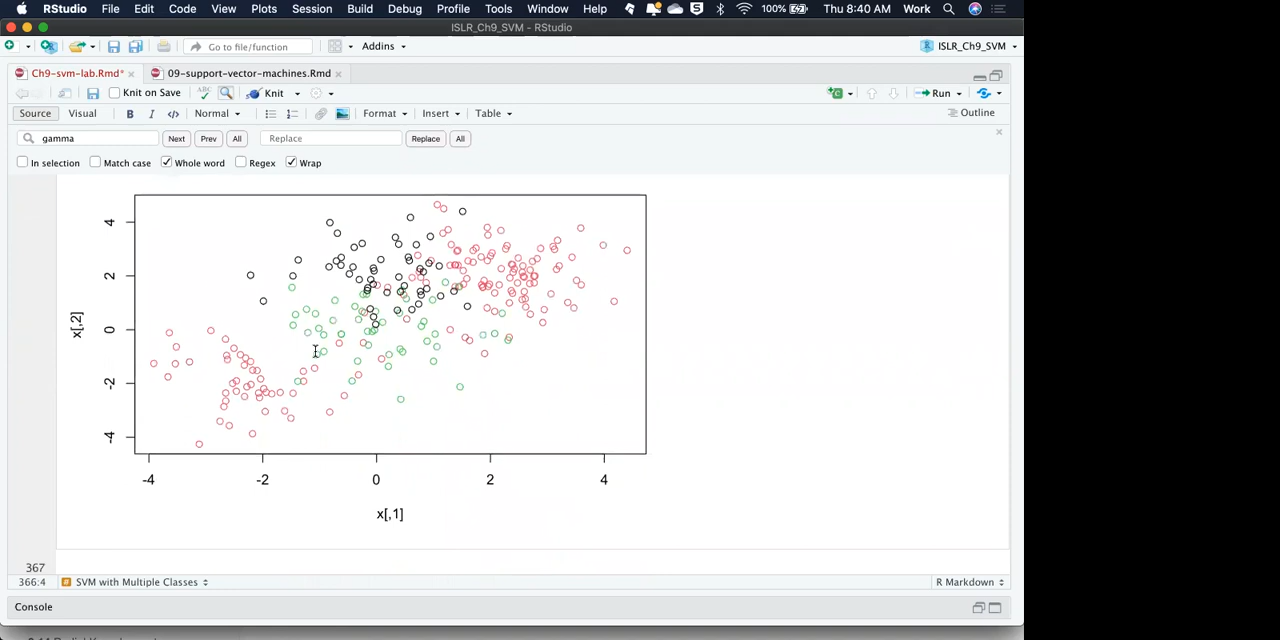 RStudio File Edit Code View Plots Session Build Debug Profile Tools Window Help 100% Thu 8:40 AM Work
ISLR_Ch9_SVM - RStudio
Go to file/function Addins ISLR_Ch9_SVM
Ch9-svm-lab.Rmd* 09-support-vector-machines.Rmd
Knit on Save ABC Knit Run
Source Visual B I </> Normal Format Insert Table Outline
gamma Next Prev All Replace Replace All
In selection Match case Whole word Regex Wrap
4
2
0
-2
-4
x[,2]
-4 -2 0 2 4
x[,1]
367
366:4 # SVM with Multiple Classes R Markdown
Console